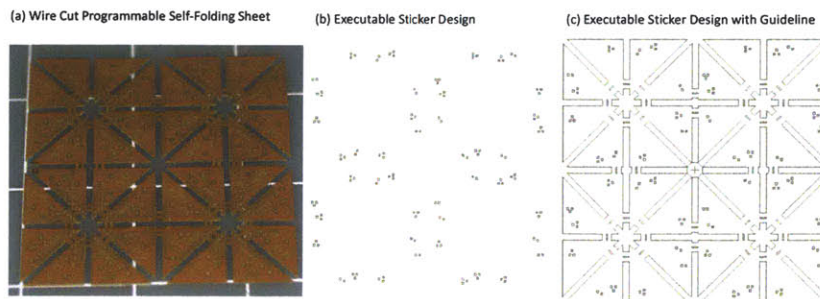 (a) Wire Cut Programmable Self-Folding Sheet
(b) Executable Sticker Design
(c) Executable Sticker Design with Guideline